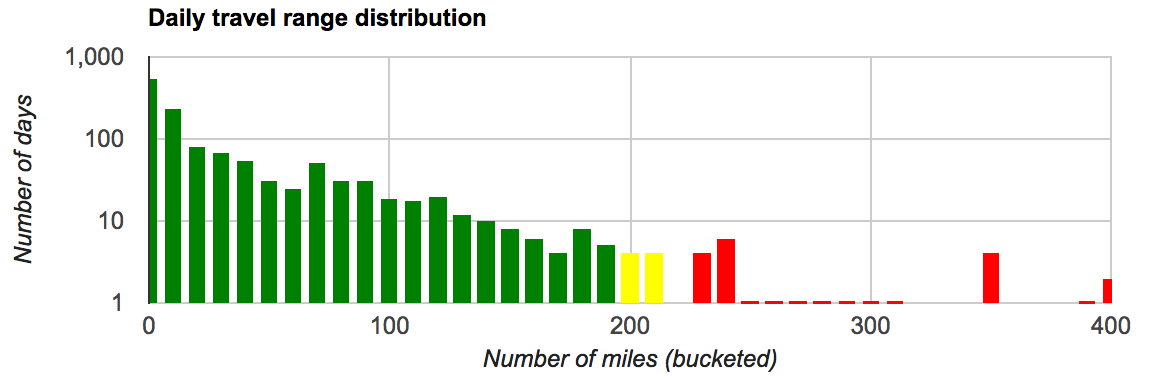 Daily travel range distribution
1,000
100
10
1
Number of days
0 100 200 300 400
Number of miles (bucketed)